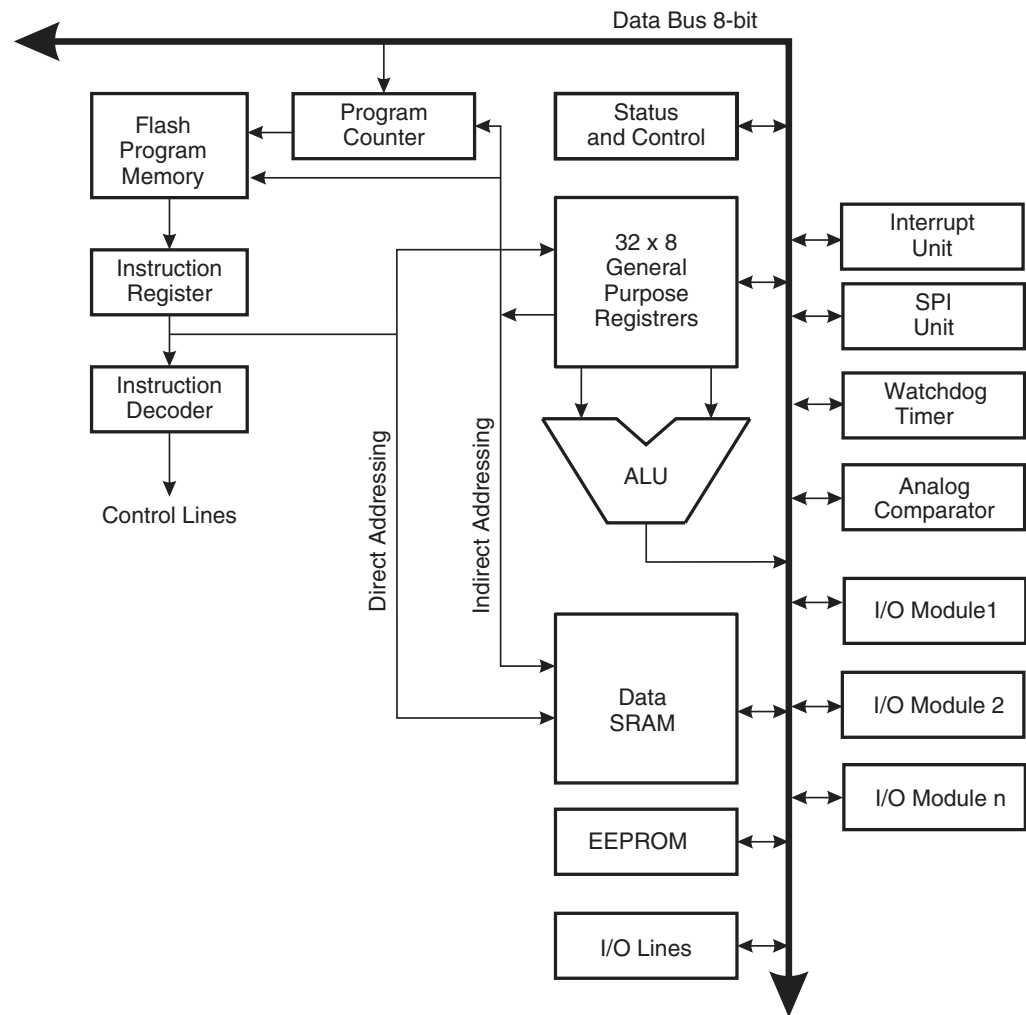 Data Bus 8-bit
Flash
Program
Memory
Program
Counter
Status
and Control
Interrupt
Unit
32 x 8
General
Purpose
Registrers
Instruction
Register
SPI
Unit
Instruction
Decoder
Watchdog
Timer
Direct Addressing
Indirect Addressing
ALU
Analog
Comparator
Control Lines
I/O Module1
Data
SRAM
I/O Module 2
I/O Module n
EEPROM
I/O Lines